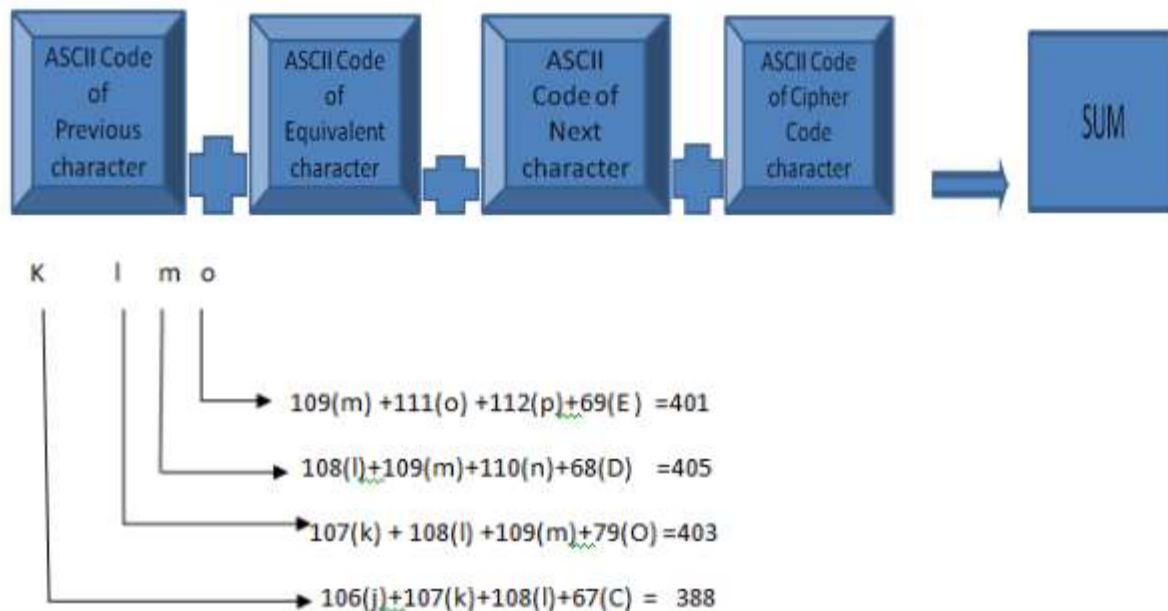 ASCII Code
of
Previous
character
ASCII Code
of
Equivalent
character
ASCII
Code of
Next
character
ASCII Code
of Cipher
Code
character
SUM
K l m o
109(m) +111(o) +112(p)+69(E ) =401
108(l)+109(m)+110(n)+68(D) =405
107(k) + 108(l) +109(m)+79(O) =403
106(j)+107(k)+108(l)+67(C) = 388